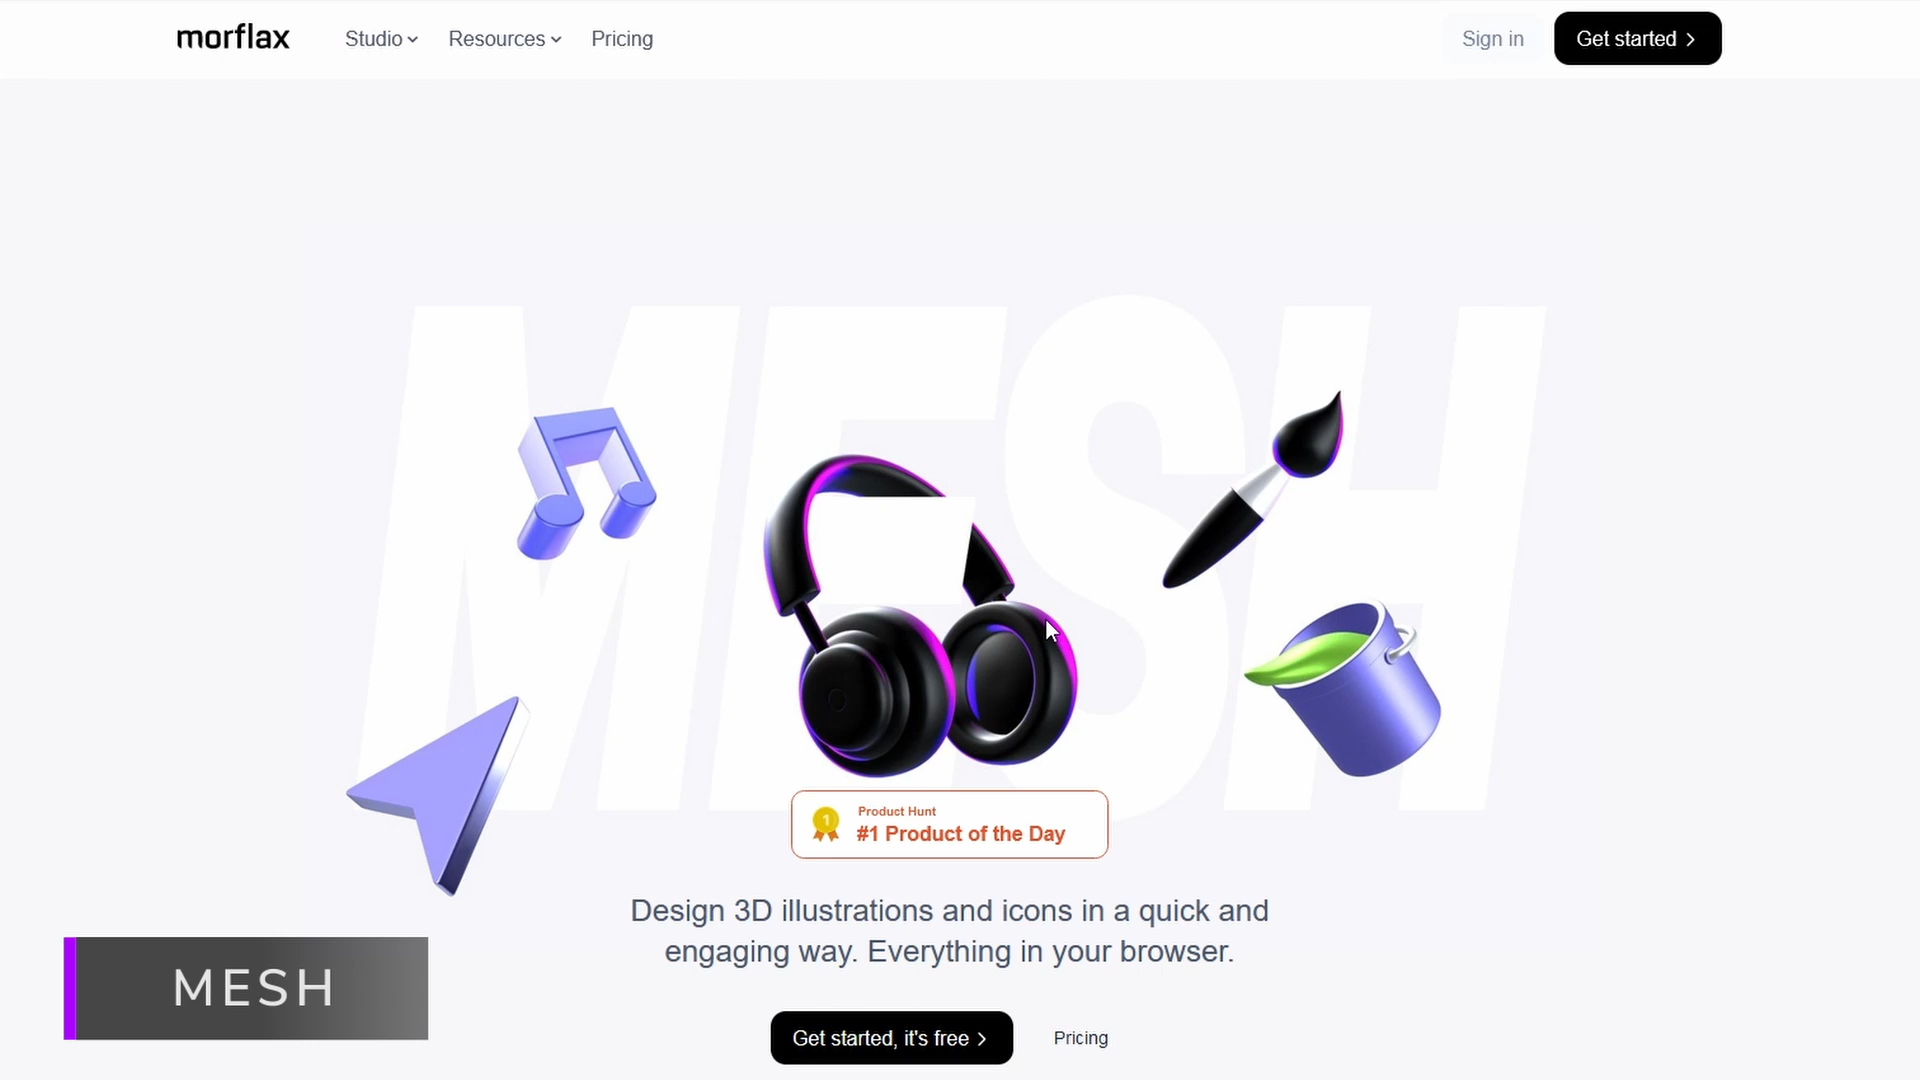 morflax
Studio
Resources
Pricing
Sign in
Get started
MESH
1
Product Hunt
#1 Product of the Day
Design 3D illustrations and icons in a quick and
engaging way. Everything in your browser.
MESH
Get started, it's free
Pricing